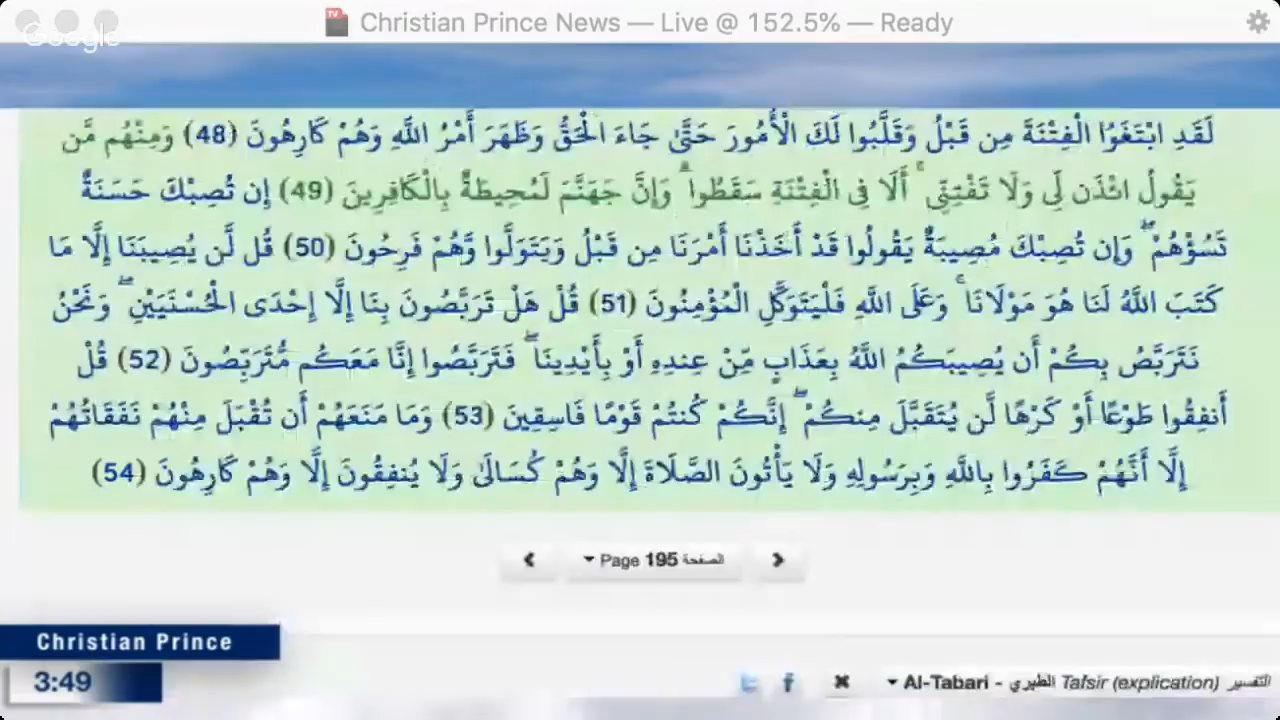 Christian Prince News — Live @ 152.5% — Ready
Google
لَقَدِ ابْتَغَوُا الْفِتْنَةَ مِن قَبْلُ وَقَلَّبُوا لَكَ الْأُمُورَ حَتَّىٰ جَاءَ الْحَقُّ وَظَهَرَ أَمْرُ اللَّهِ وَهُمْ كَارِهُونَ (48) وَمِنْهُم مَّن
يَقُولُ ائْذَن لِّي وَلَا تَفْتِنِّي ۚ أَلَا فِي الْفِتْنَةِ سَقَطُوا ۗ وَإِنَّ جَهَنَّمَ لَمُحِيطَةٌ بِالْكَافِرِينَ (49) إِن تُصِبْكَ حَسَنَةٌ
تَسُؤْهُمْ ۖ وَإِن تُصِبْكَ مُصِيبَةٌ يَقُولُوا قَدْ أَخَذْنَا أَمْرَنَا مِن قَبْلُ وَيَتَوَلَّوا وَّهُمْ فَرِحُونَ (50) قُل لَّن يُصِيبَنَا إِلَّا مَا
كَتَبَ اللَّهُ لَنَا هُوَ مَوْلَانَا ۚ وَعَلَى اللَّهِ فَلْيَتَوَكَّلِ الْمُؤْمِنُونَ (51) قُلْ هَلْ تَرَبَّصُونَ بِنَا إِلَّا إِحْدَى الْحُسْنَيَيْنِ ۖ وَنَحْنُ
نَتَرَبَّصُ بِكُمْ أَن يُصِيبَكُمُ اللَّهُ بِعَذَابٍ مِّنْ عِندِهِ أَوْ بِأَيْدِينَا ۖ فَتَرَبَّصُوا إِنَّا مَعَكُم مُّتَرَبِّصُونَ (52) قُلْ
أَنفِقُوا طَوْعًا أَوْ كَرْهًا لَّن يُتَقَبَّلَ مِنكُمْ ۖ إِنَّكُمْ كُنتُمْ قَوْمًا فَاسِقِينَ (53) وَمَا مَنَعَهُمْ أَن تُقْبَلَ مِنْهُمْ نَفَقَاتُهُمْ
إِلَّا أَنَّهُمْ كَفَرُوا بِاللَّهِ وَبِرَسُولِهِ وَلَا يَأْتُونَ الصَّلَاةَ إِلَّا وَهُمْ كُسَالَىٰ وَلَا يُنفِقُونَ إِلَّا وَهُمْ كَارِهُونَ (54)
Page 195 الصفحة
Christian Prince
3:49
Al-Tabari - الطبري Tafsir (explication) التفسير